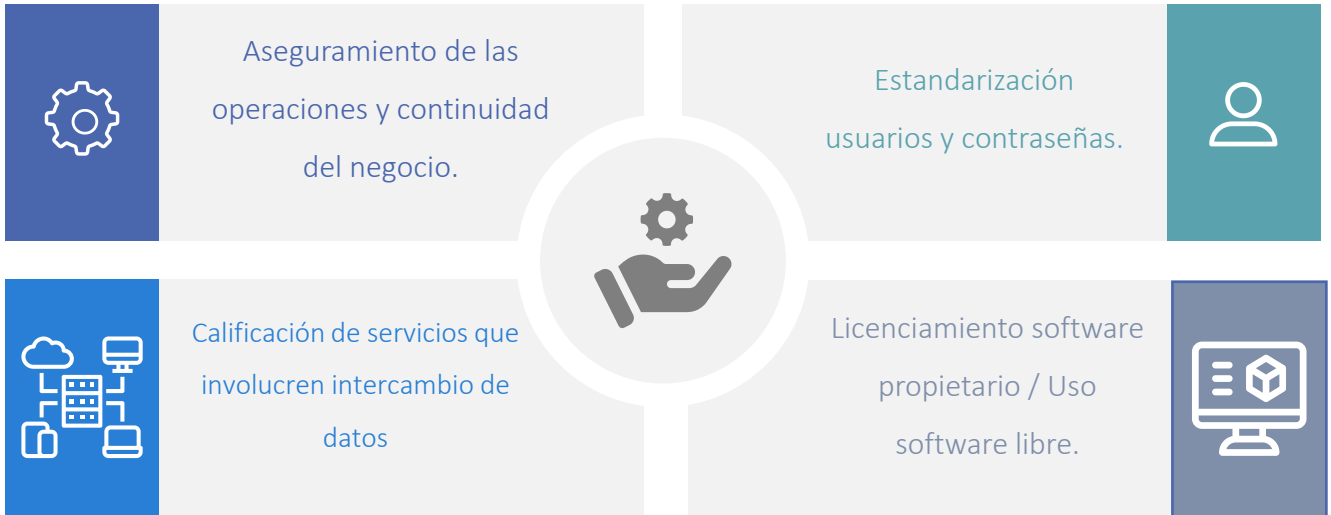 Aseguramiento de las
operaciones y continuidad
del negocio.
Estandarización
usuarios y contraseñas.
Calificación de servicios que
involucren intercambio de
datos
Licenciamiento software
propietario / Uso
software libre.